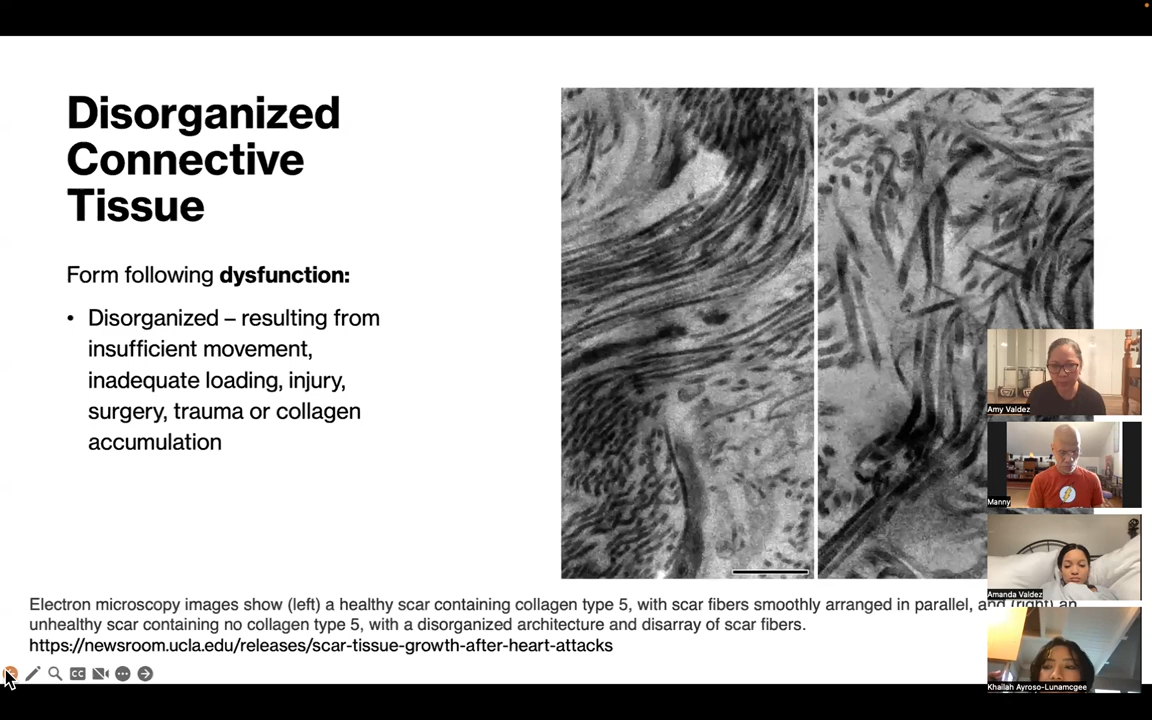 Disorganized
Connective
Tissue
Form following dysfunction:
• Disorganized – resulting from
insufficient movement,
inadequate loading, injury,
surgery, trauma or collagen
accumulation
Amy Valdez
Manny
Amanda Valdez
Electron microscopy images show (left) a healthy scar containing collagen type 5, with scar fibers smoothly arranged in parallel, and (right) an
unhealthy scar containing no collagen type 5, with a disorganized architecture and disarray of scar fibers.
https://newsroom.ucla.edu/releases/scar-tissue-growth-after-heart-attacks
CC
Khailah Ayroso-Lunamcgee